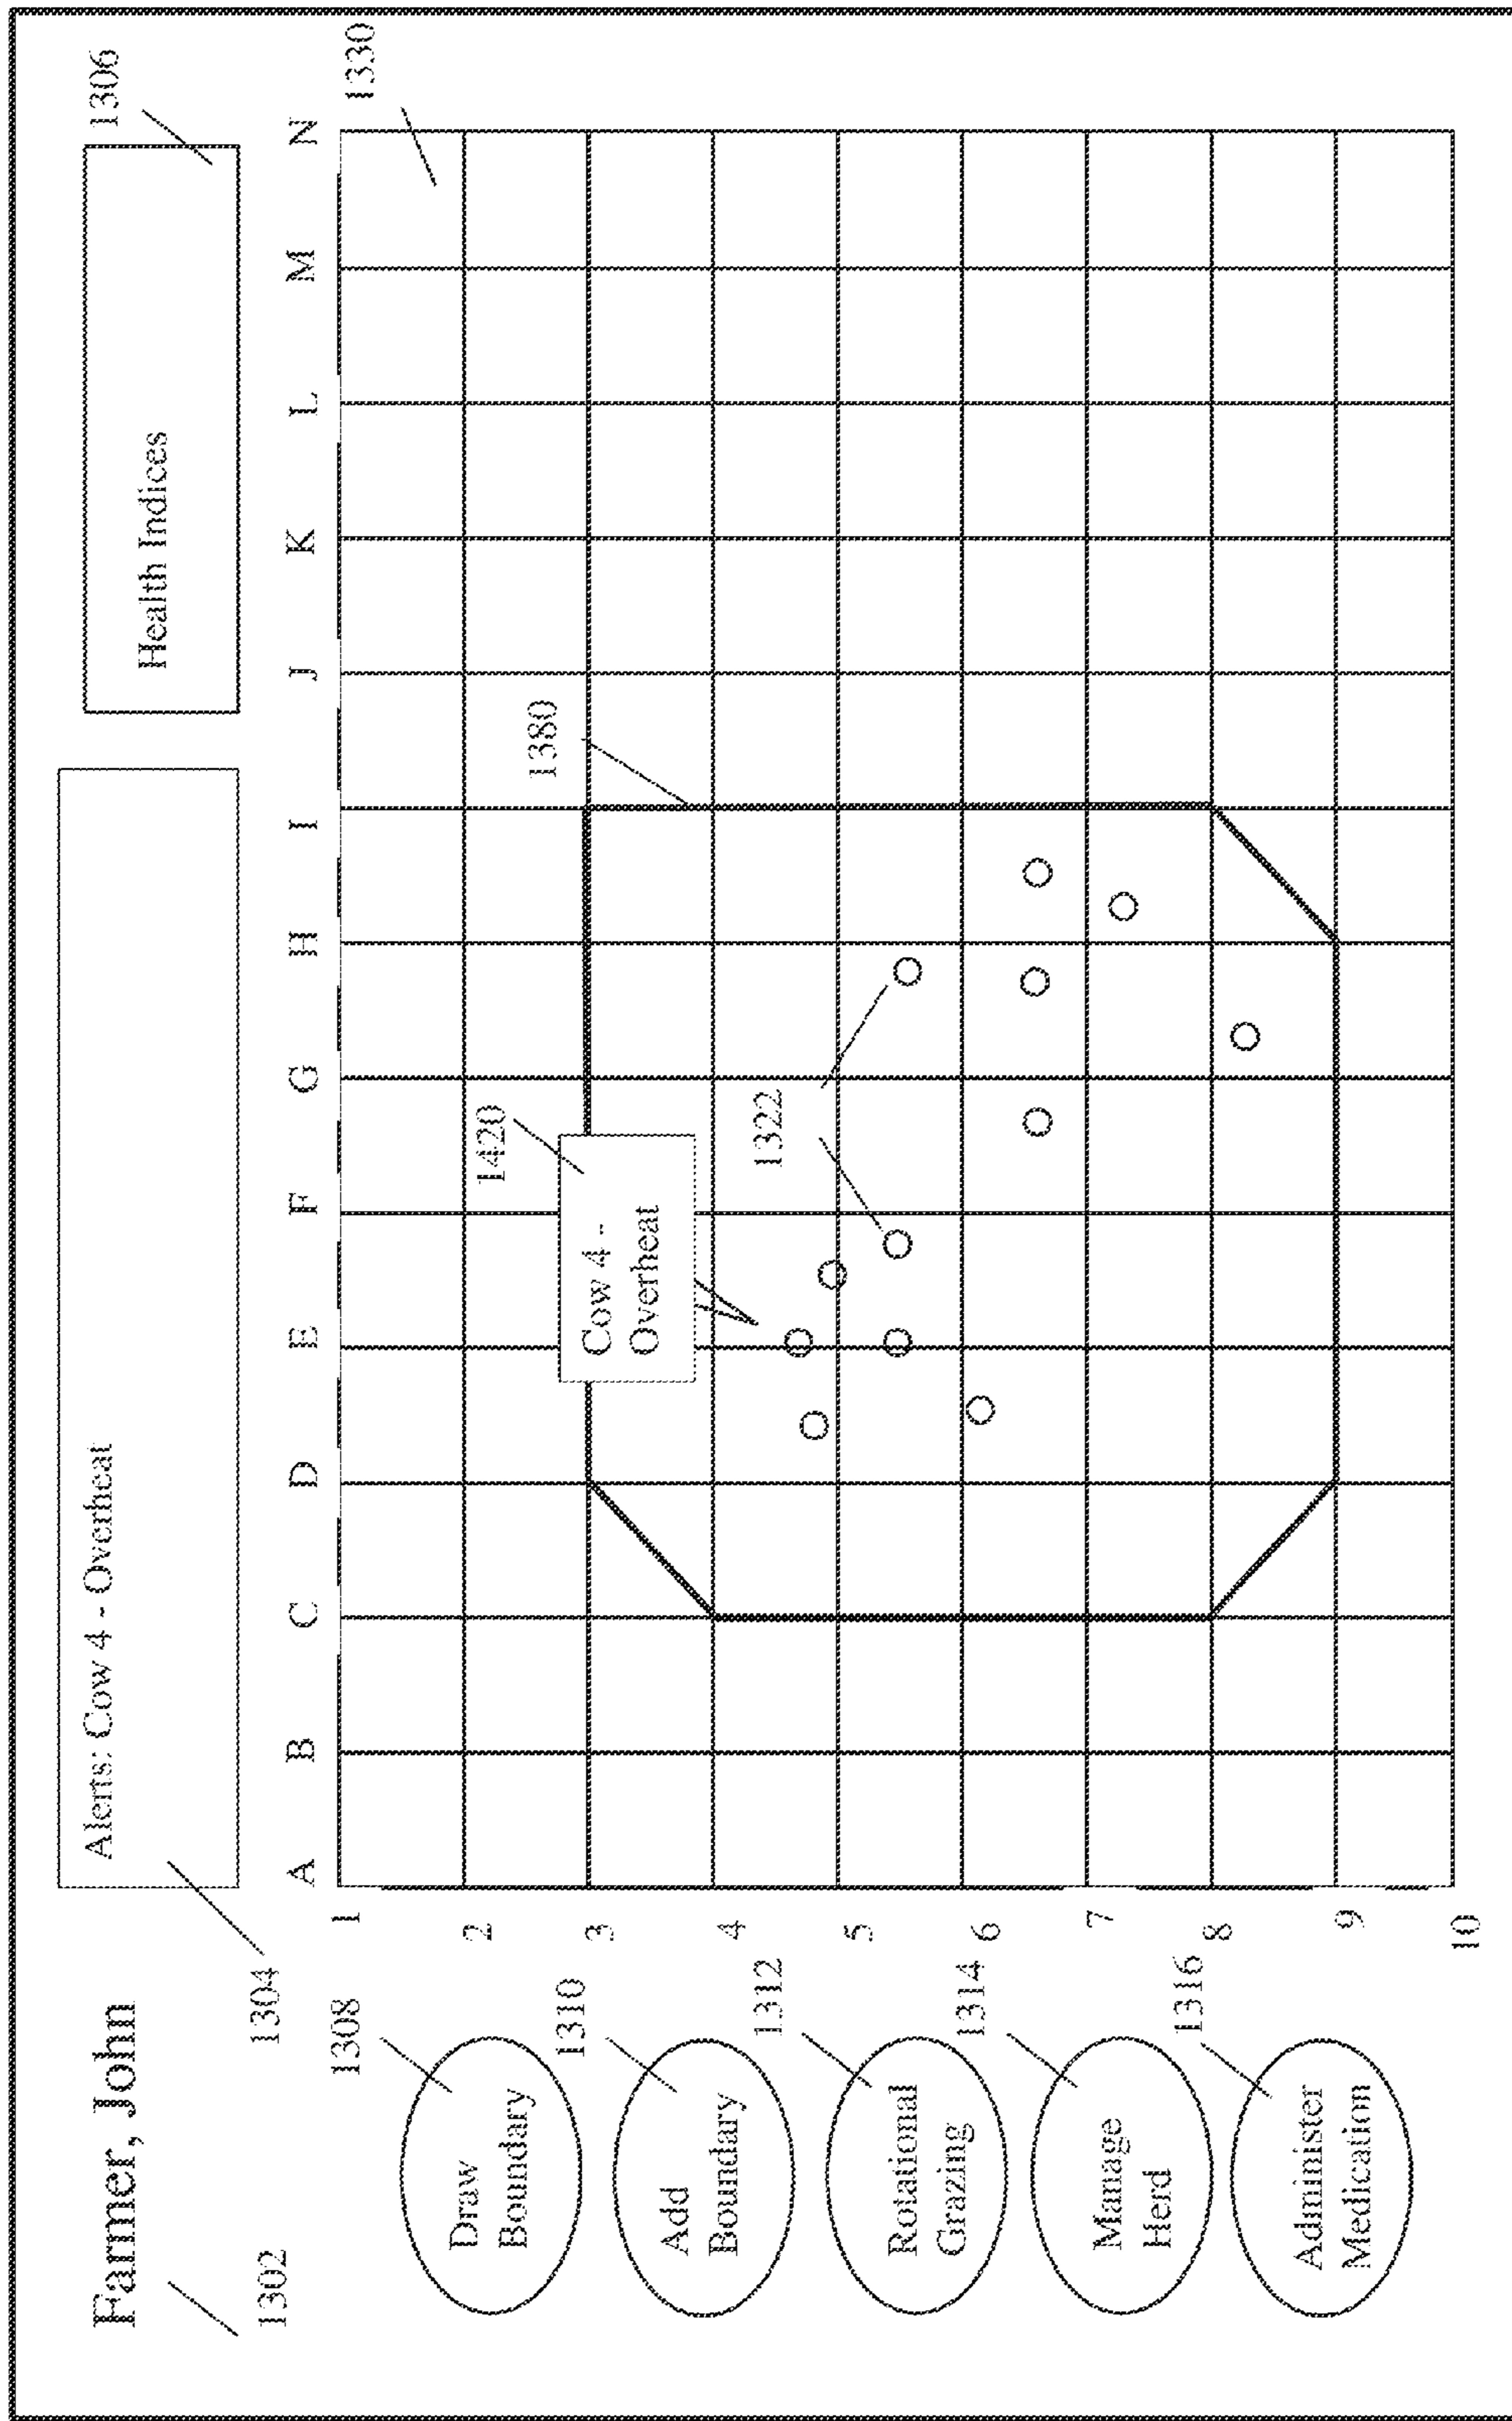 Farmer, John
1302
Alerts: Cow 4 - Overheat
1304
Health Indices
1306
A B C D E F G H I J K L M N
1330
1
2
3
4
5
6
7
8
9
10
Draw
Boundary
1308
Add
Boundary
1310
Rotational
Grazing
1312
Manage
Herd
1314
Administer
Medication
1316
Cow 4 -
Overheat
1420
1380
1322